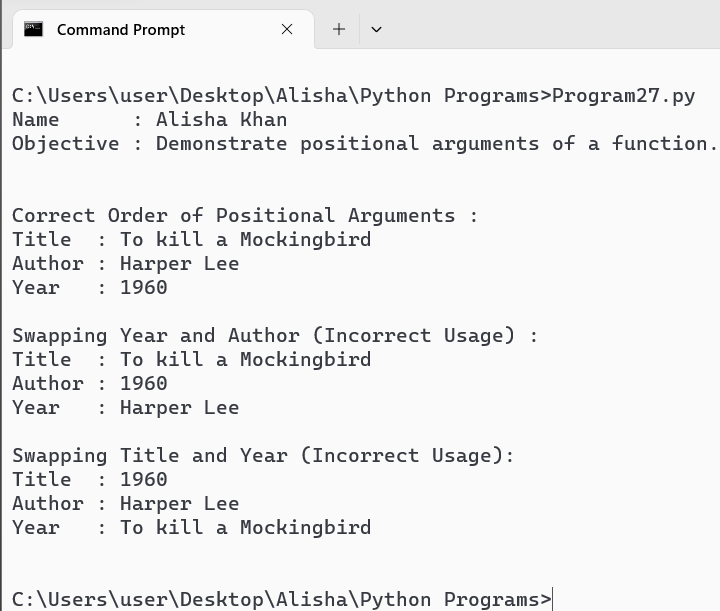 Command Prompt
C:\Users\user\Desktop\Alisha\Python Programs>Program27.py
Name      : Alisha Khan
Objective : Demonstrate positional arguments of a function.
Correct Order of Positional Arguments :
Title  : To kill a Mockingbird
Author : Harper Lee
Year   : 1960
Swapping Year and Author (Incorrect Usage) :
Title  : To kill a Mockingbird
Author : 1960
Year   : Harper Lee
Swapping Title and Year (Incorrect Usage):
Title  : 1960
Author : Harper Lee
Year   : To kill a Mockingbird
C:\Users\user\Desktop\Alisha\Python Programs>